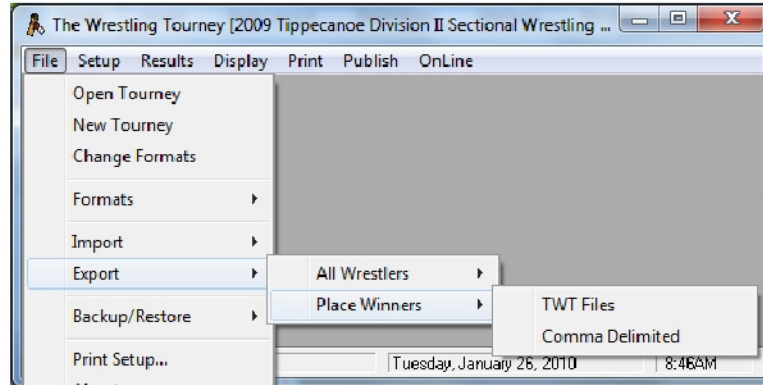 The Wrestling Tourney [2009 Tippecanoe Division II Sectional Wrestling ...
File Setup Results Display Print Publish OnLine
Open Tourney
New Tourney
Change Formats
Formats
Import
Export
All Wrestlers
Place Winners
TWT Files
Comma Delimited
Backup/Restore
Print Setup...
Tuesday, January 26, 2010 8:46AM